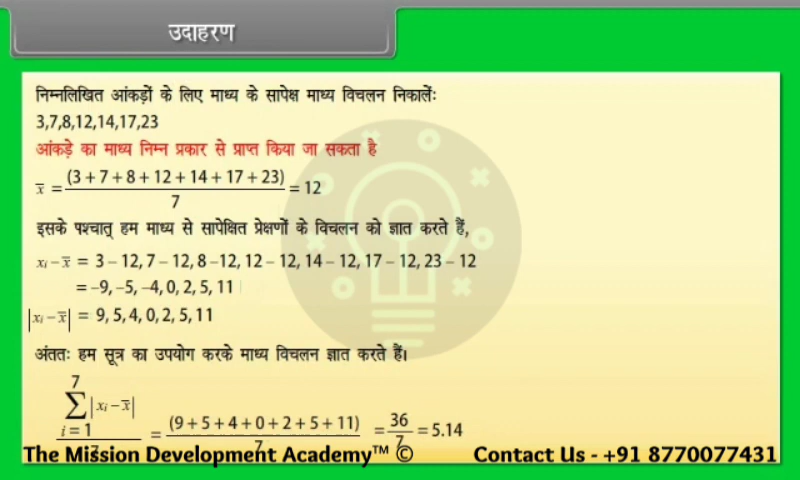 उदाहरण
निम्नलिखित आंकड़ों के लिए माध्य के सापेक्ष माध्य विचलन निकालेंः
3,7,8,12,14,17,23
आंकड़े का माध्य निम्न प्रकार से प्राप्त किया जा सकता है
x̅ = (3 + 7 + 8 + 12 + 14 + 17 + 23) / 7 = 12
इसके पश्चात् हम माध्य से सापेक्षित प्रेक्षणों के विचलन को ज्ञात करते हैं,
xᵢ – x̅ = 3 – 12, 7 – 12, 8 –12, 12 – 12, 14 – 12, 17 – 12, 23 – 12
= –9, –5, –4, 0, 2, 5, 11
|xᵢ – x̅| = 9, 5, 4, 0, 2, 5, 11
अंततः हम सूत्र का उपयोग करके माध्य विचलन ज्ञात करते हैं।
7 ∑ i = 1 |xᵢ – x̅| / 7 = (9 + 5 + 4 + 0 + 2 + 5 + 11) / 7 = 36 / 7 = 5.14
The Mission Development Academy™ © Contact Us - +91 8770077431